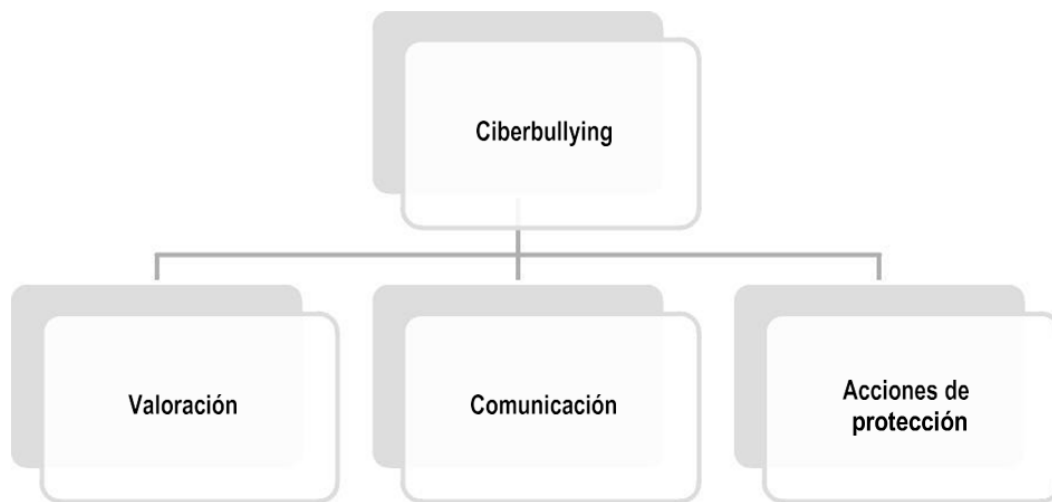 Ciberbullying
Valoración
Comunicación
Acciones de
protección